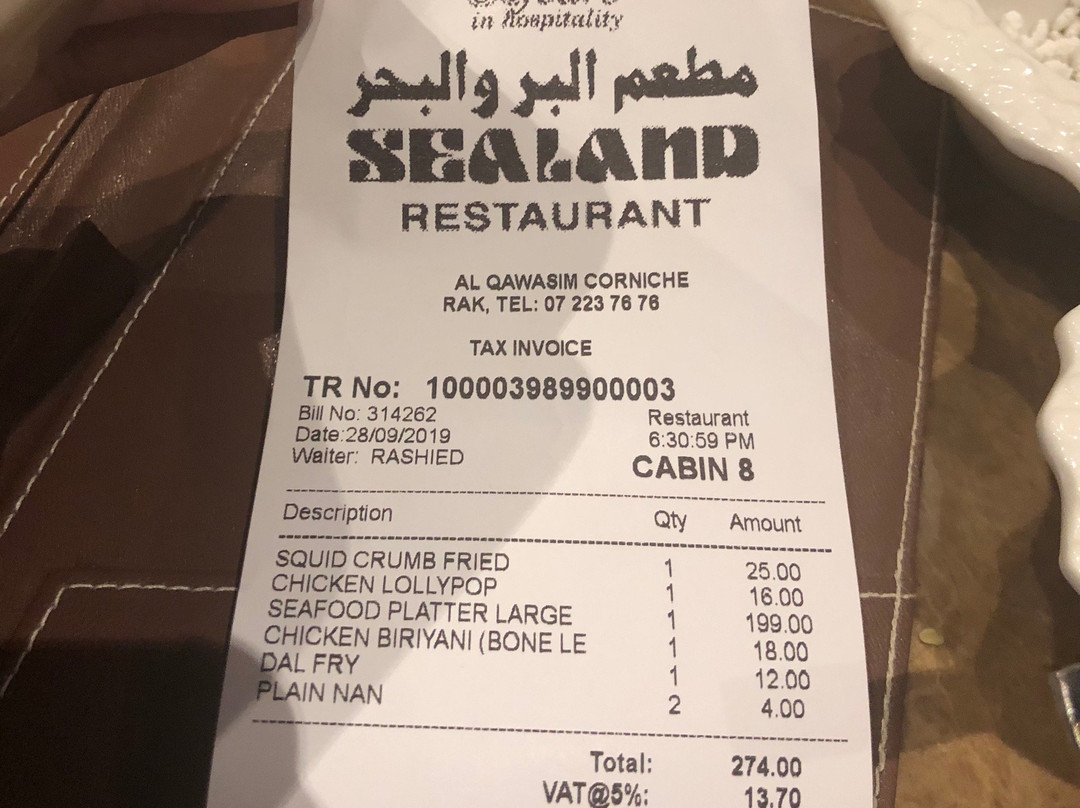 in Hospitality
مطعم البر والبحر
SEALAND
RESTAURANT
AL QAWASIM CORNICHE
RAK, TEL: 07 223 76 76
TAX INVOICE
TR No: 100003989900003
Bill No: 314262 Restaurant
Date:28/09/2019 6:30:59 PM
Waiter: RASHIED CABIN 8
Description Qty Amount
SQUID CRUMB FRIED 1 25.00
CHICKEN LOLLYPOP 1 16.00
SEAFOOD PLATTER LARGE 1 199.00
CHICKEN BIRIYANI (BONE LE 1 18.00
DAL FRY 1 12.00
PLAIN NAN 2 4.00
Total: 274.00
VAT@5%: 13.70